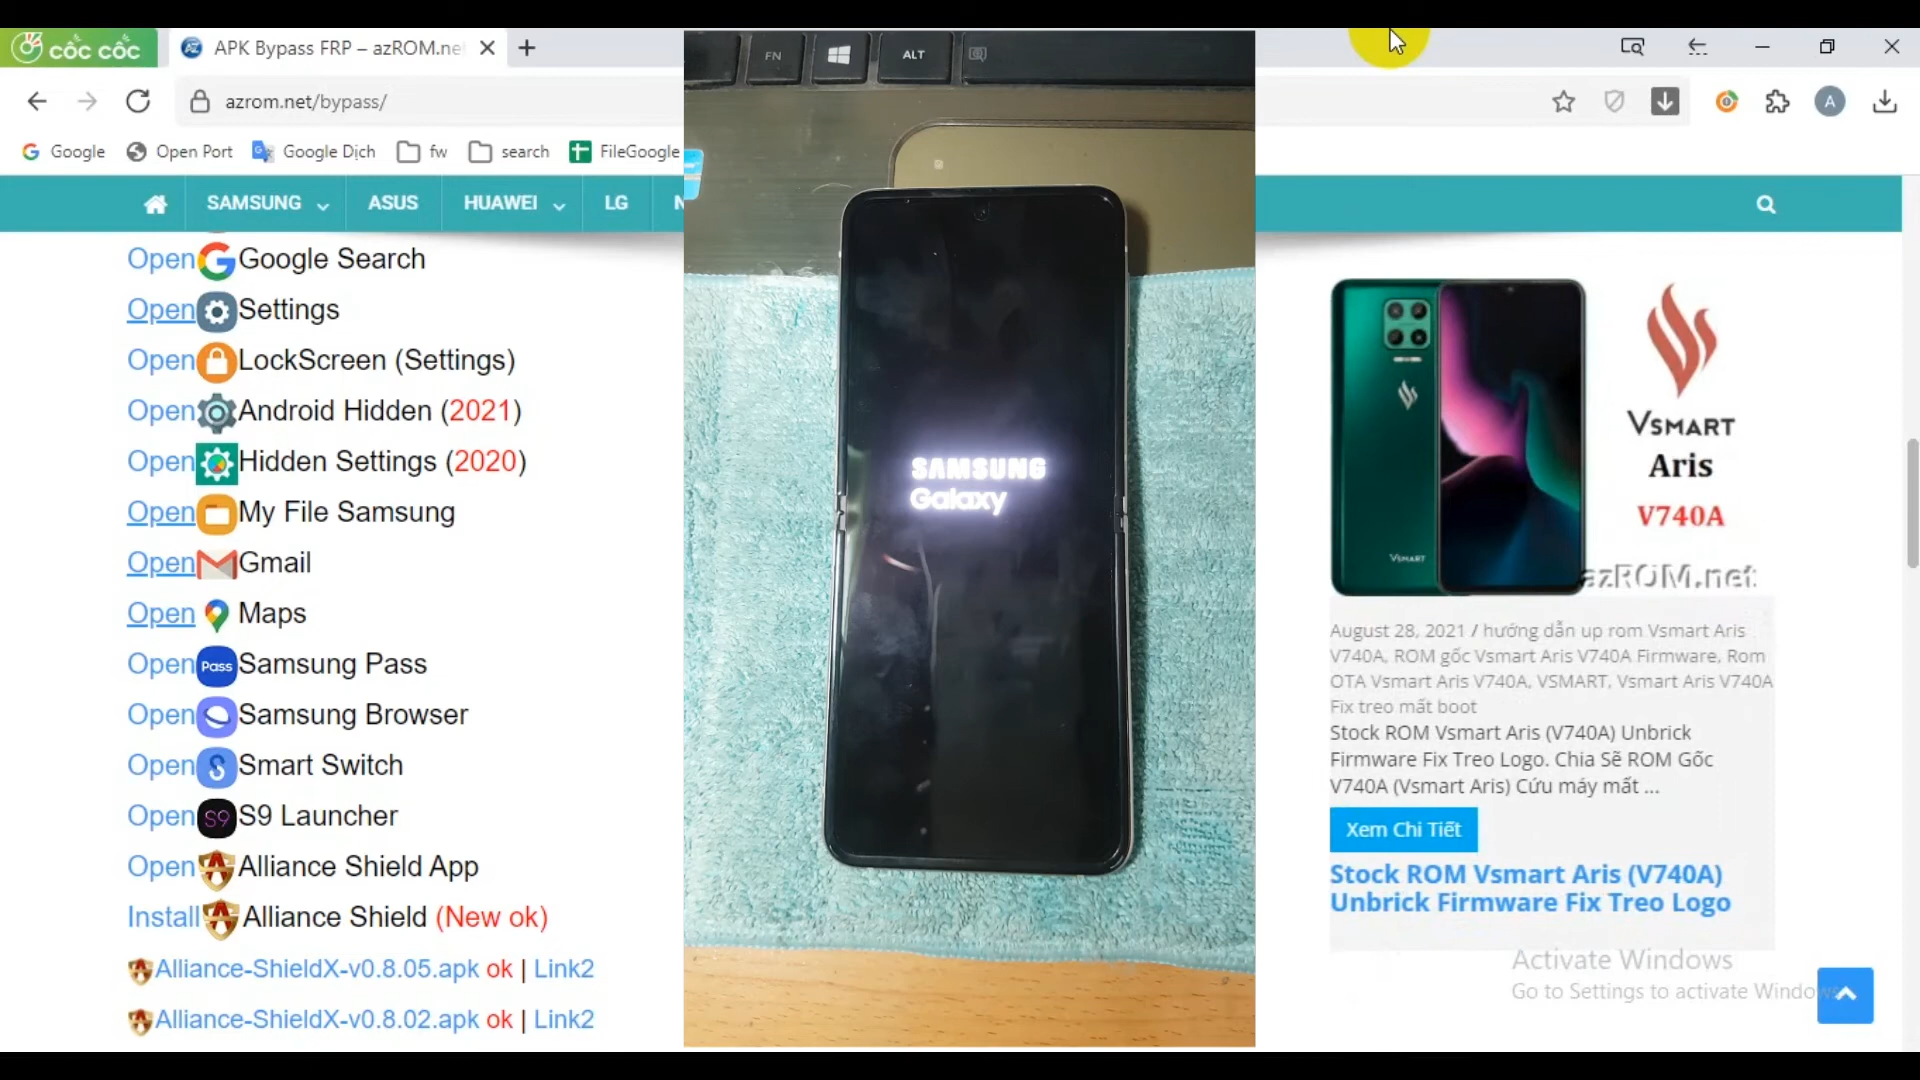 cốc cốc
APK Bypass FRP – azROM.ne
azrom.net/bypass/
A
Google
Open Port
Google Dịch
fw
search
FileGoogle
SAMSUNG
ASUS
HUAWEI
LG
Open Google Search
Open Settings
Open LockScreen (Settings)
Open Android Hidden (2021)
Open Hidden Settings (2020)
Open My File Samsung
Open Gmail
Open Maps
Open Pass Samsung Pass
Open Samsung Browser
Open Smart Switch
Open S9 S9 Launcher
Open Alliance Shield App
Install Alliance Shield (New ok)
Alliance-ShieldX-v0.8.05.apk ok | Link2
Alliance-ShieldX-v0.8.02.apk ok | Link2
FN
ALT
SAMSUNG
Galaxy
VSMART
VSMART
Aris
V740A
azROM.net
August 28, 2021 / hướng dẫn up rom Vsmart Aris
V740A, ROM gốc Vsmart Aris V740A Firmware, Rom
OTA Vsmart Aris V740A, VSMART, Vsmart Aris V740A
Fix treo mất boot
Stock ROM Vsmart Aris (V740A) Unbrick
Firmware Fix Treo Logo. Chia Sẽ ROM Gốc
V740A (Vsmart Aris) Cứu máy mất ...
Xem Chi Tiết
Stock ROM Vsmart Aris (V740A)
Unbrick Firmware Fix Treo Logo
Activate Windows
Go to Settings to activate Windows